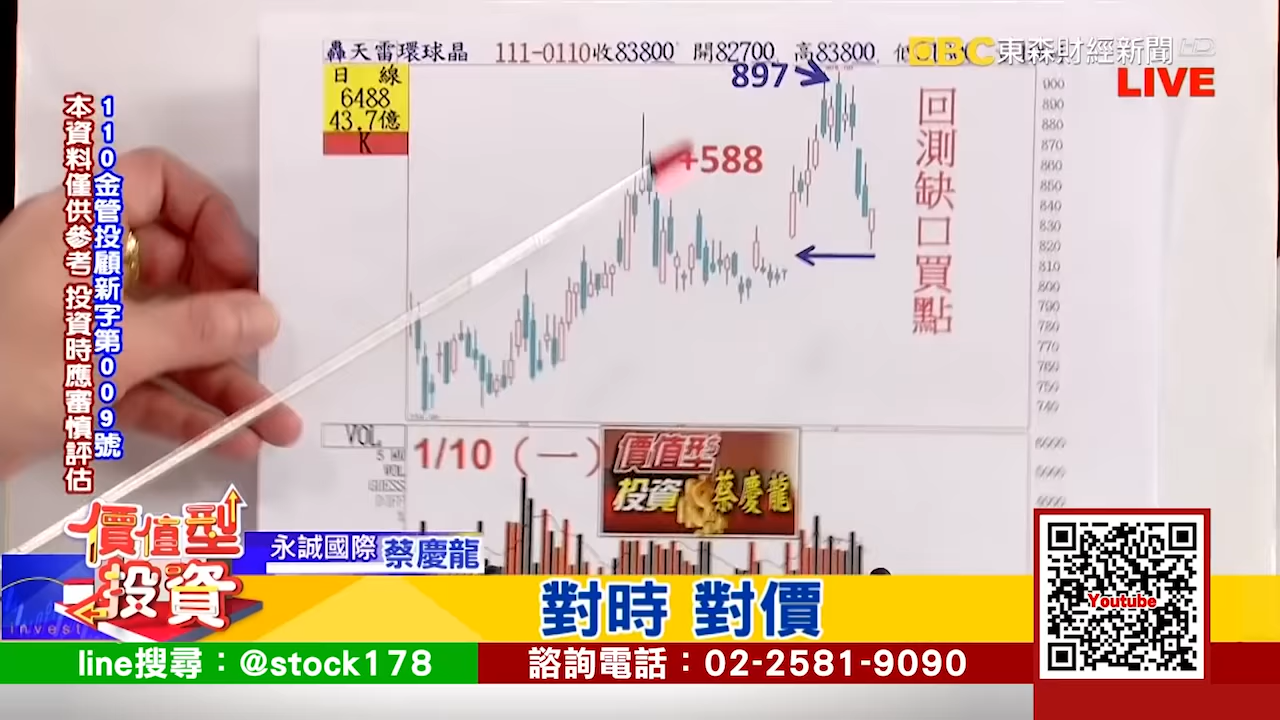 轟天雷環球晶 111-0110收83800 開82700 高83800
EBC東森財經新聞HD
LIVE
日 線
6488
43.7億
K
897
+588
回測缺口買點
900
890
880
870
860
850
840
830
820
810
800
790
780
770
760
750
740
110金管投顧新字第009號
本資料僅供參考 投資時應審慎評估
VOL
1/10(一)
6000
5000
4000
價值型
投資
蔡慶龍
價值型
投資
invest
永誠國際 蔡慶龍
對時 對價
Youtube
line搜尋：@stock178
諮詢電話：02-2581-9090